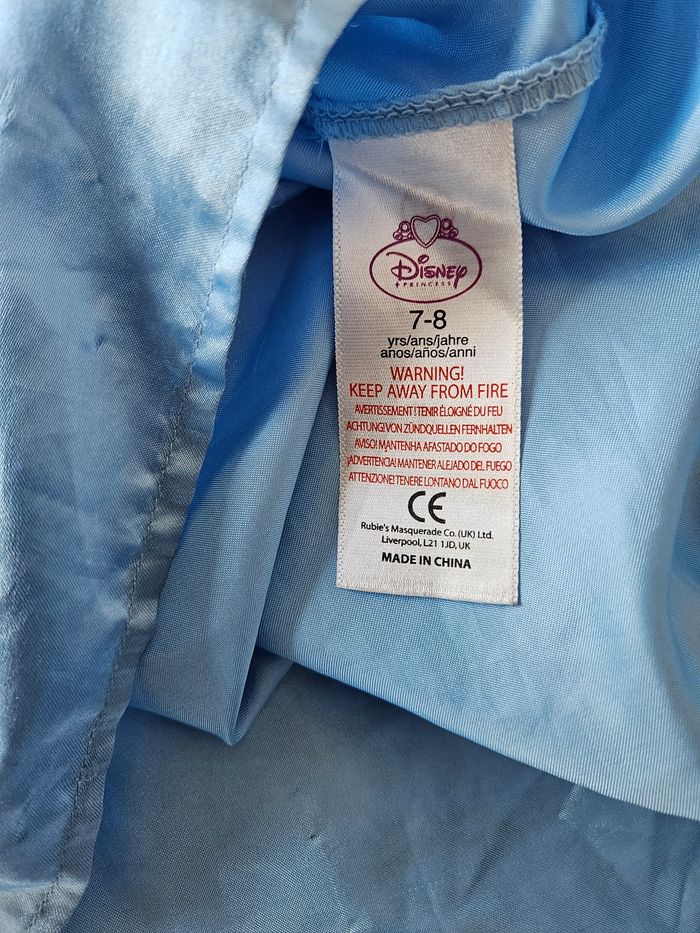 Disney
PRINCESS
7-8
yrs/ans/jahre
anos/años/anni
WARNING!
KEEP AWAY FROM FIRE
AVERTISSEMENT ! TENIR ÉLOIGNÉ DU FEU
ACHTUNG! VON ZÜNDQUELLEN FERNHALTEN
AVISO! MANTENHA AFASTADO DO FOGO
¡ADVERTENCIA! MANTENER ALEJADO DEL FUEGO
ATTENZIONE! TENERE LONTANO DAL FUOCO
CE
Rubie's Masquerade Co. (UK) Ltd.
Liverpool, L21 1JD, UK
MADE IN CHINA